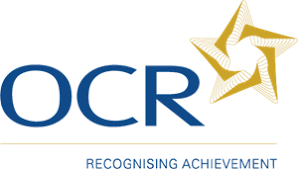 OCR
RECOGNISING ACHIEVEMENT